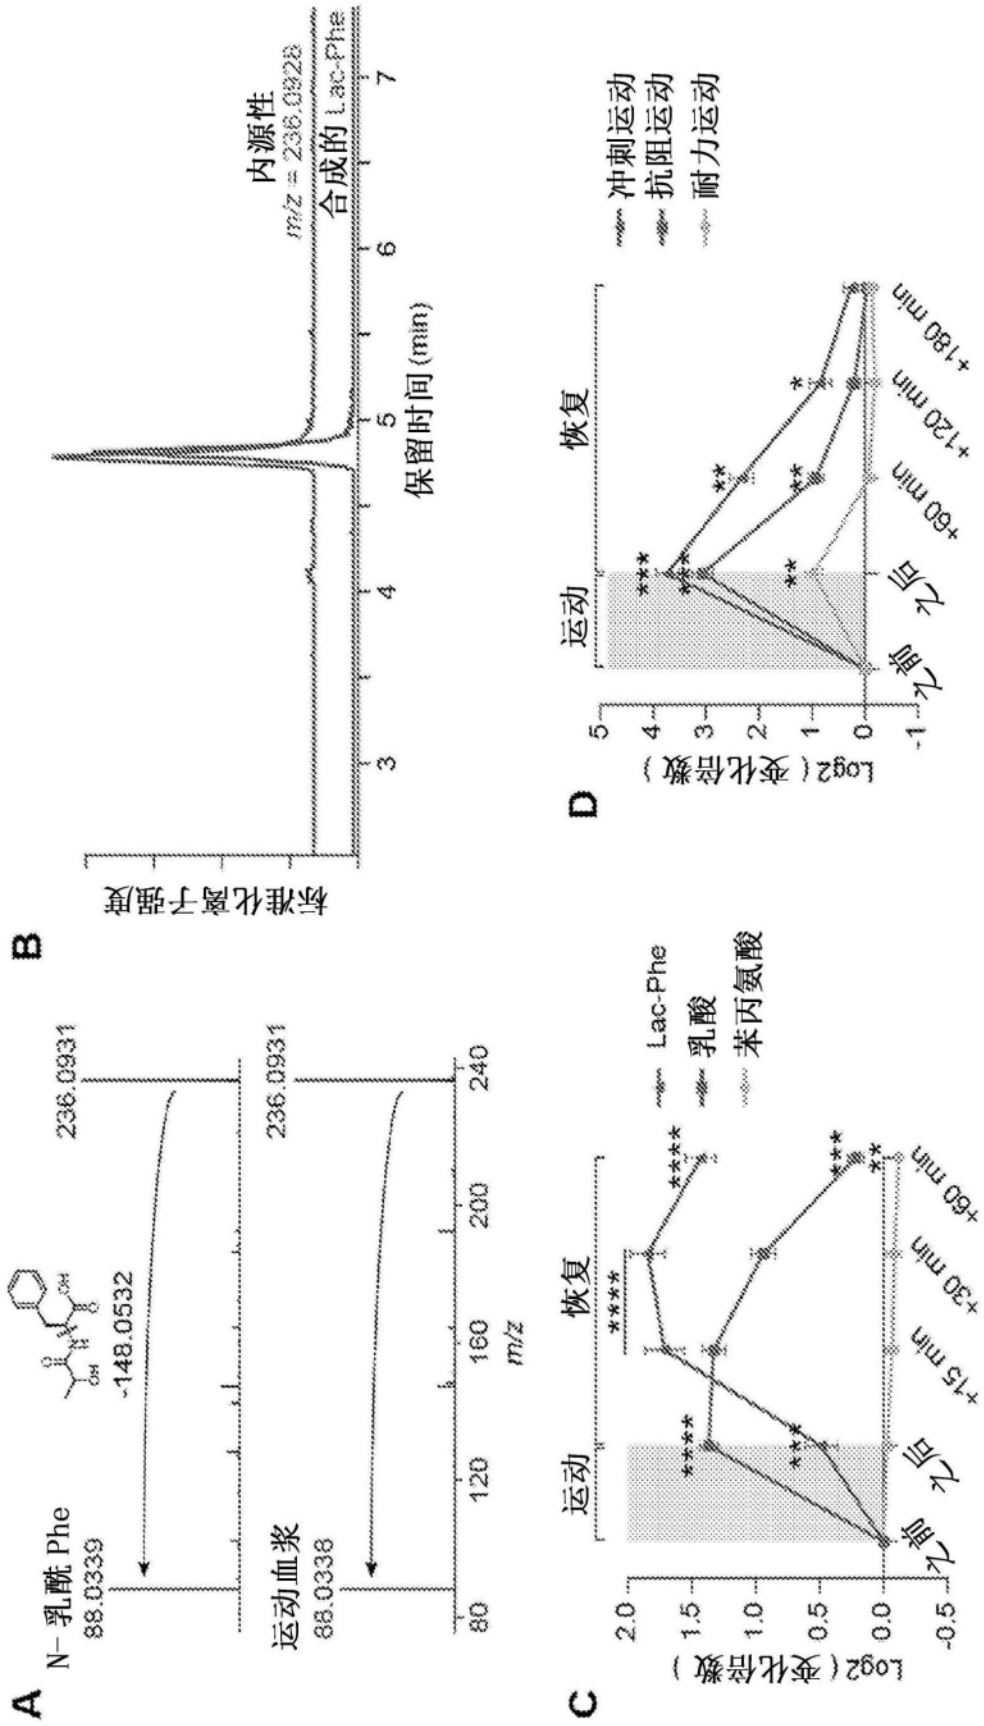 A
N- 乳酰 Phe
88.0339
-148.0532
236.0931
O
OH
N
H
O
OH
运动血浆
88.0338
236.0931
80
120
160
200
240
m/z
B
标准化离子强度
内源性
m/z = 236.0928
合成的 Lac-Phe
3
4
5
6
7
保留时间 (min)
C
Log2 (变化倍数)
2.0
1.5
1.0
0.5
0.0
-0.5
运动
恢复
****
***
****
****
***
**
之前
之后
+15 min
+30 min
+60 min
Lac-Phe
乳酸
苯丙氨酸
D
Log2 (变化倍数)
5
4
3
2
1
0
-1
运动
恢复
***
***
**
**
**
*
之前
之后
+60 min
+120 min
+180 min
冲刺运动
抗阻运动
耐力运动